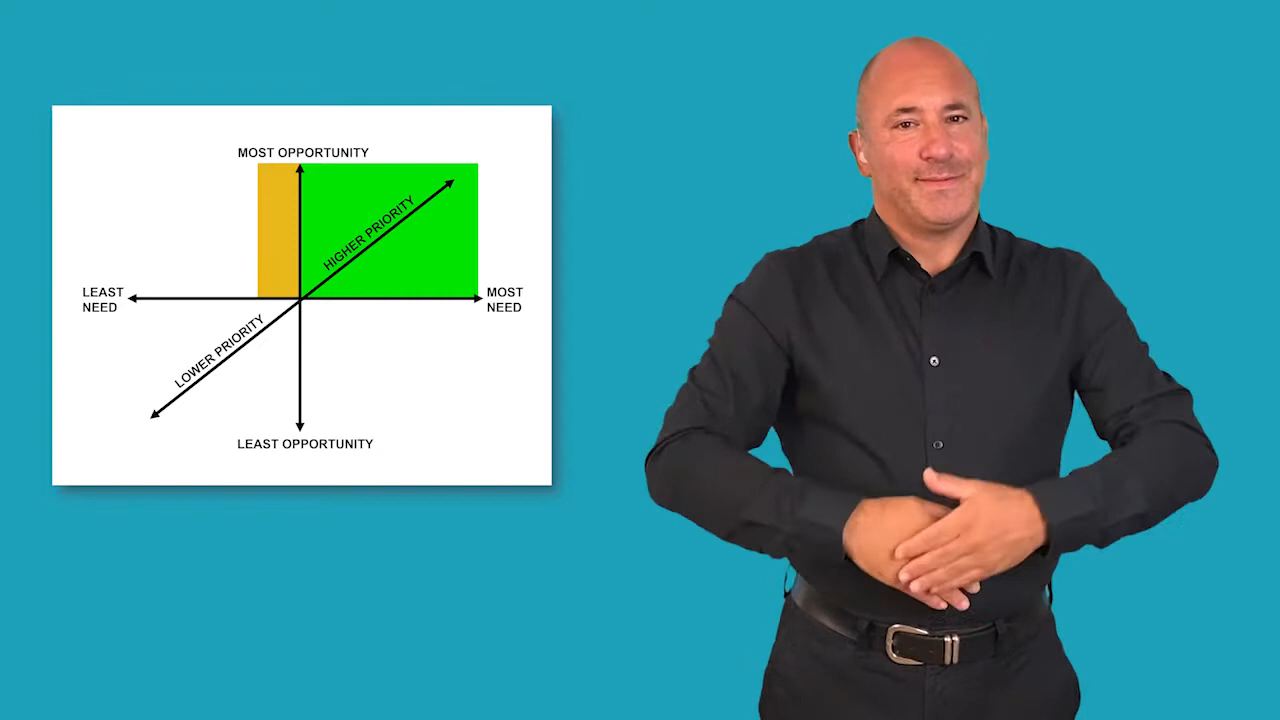 MOST OPPORTUNITY
HIGHER PRIORITY
LEAST
NEED
MOST
NEED
LOWER PRIORITY
LEAST OPPORTUNITY